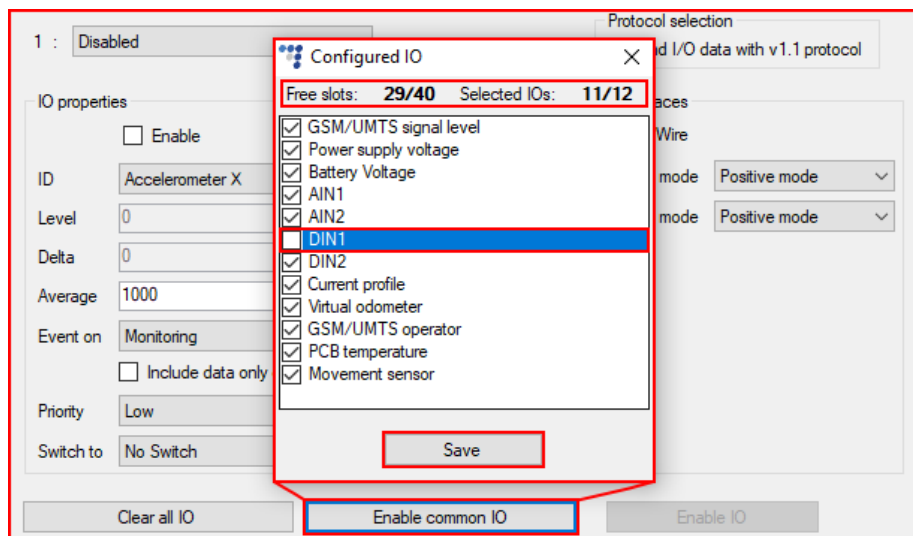 Protocol selection
1 : Disabled
Configured IO
d I/O data with v1.1 protocol
Free slots: 29/40 Selected IOs: 11/12
IO properties
aces
GSM/UMTS signal level
Enable
Wire
Power supply voltage
Battery Voltage
ID Accelerometer X
mode Positive mode
AIN1
Level 0
AIN2
mode Positive mode
DIN1
Delta 0
DIN2
Current profile
Average 1000
Virtual odometer
GSM/UMTS operator
Event on Monitoring
PCB temperature
Include data only
Movement sensor
Priority Low
Switch to No Switch
Save
Clear all IO Enable common IO Enable IO